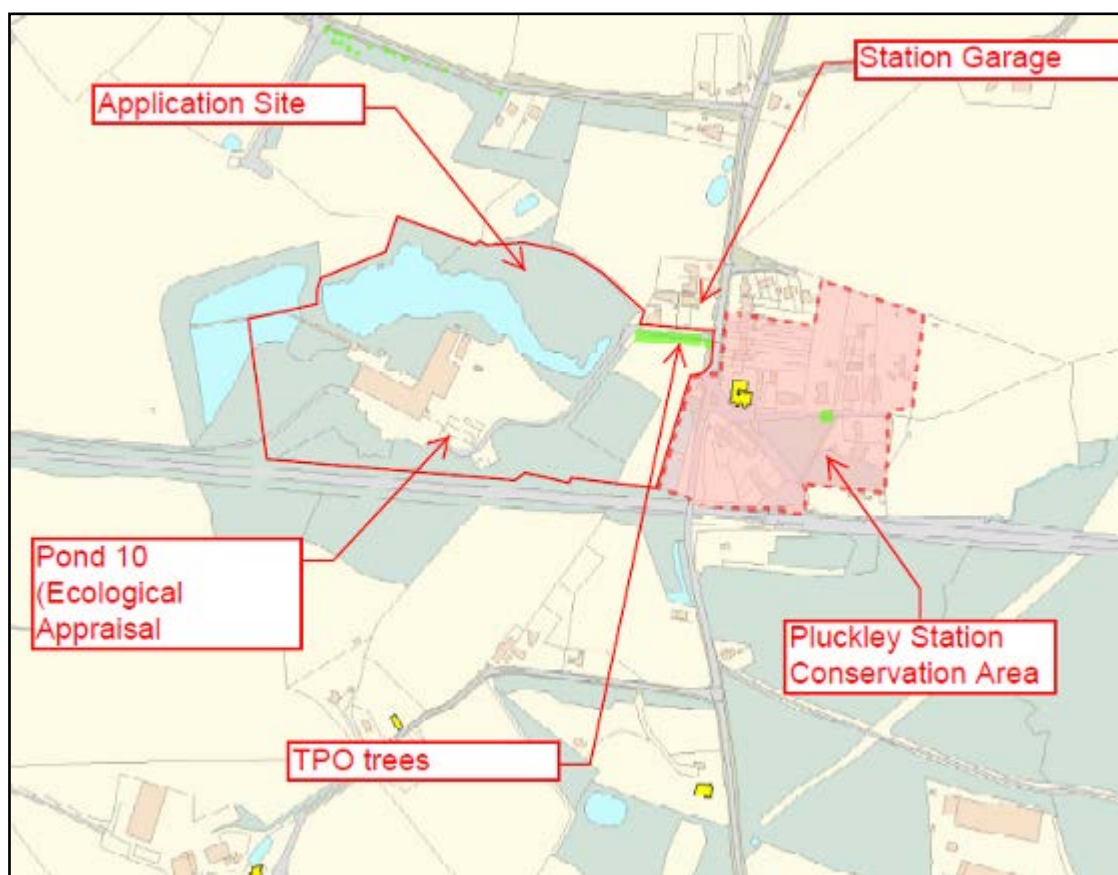 Station Garage
Application Site
Pond 10
(Ecological
Appraisal
Pluckley Station
Conservation Area
TPO trees